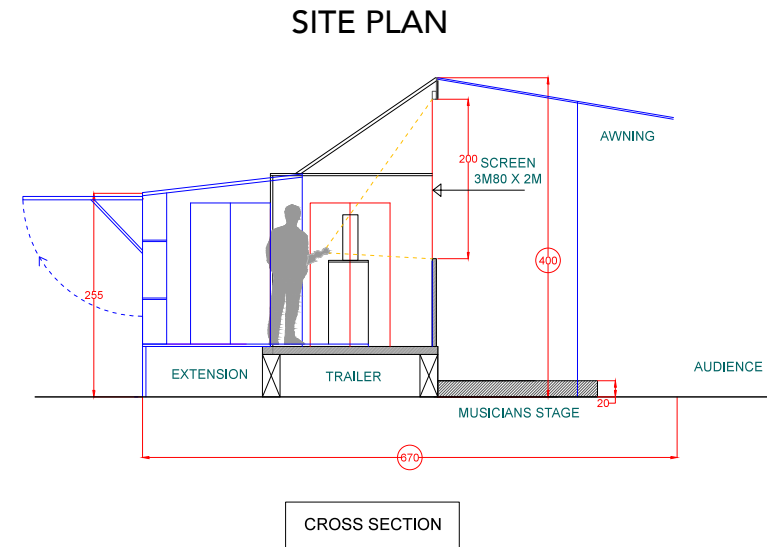 SITE PLAN
AWNING
200
SCREEN
3M80 X 2M
400
255
EXTENSION
TRAILER
AUDIENCE
20
MUSICIANS STAGE
670
CROSS SECTION